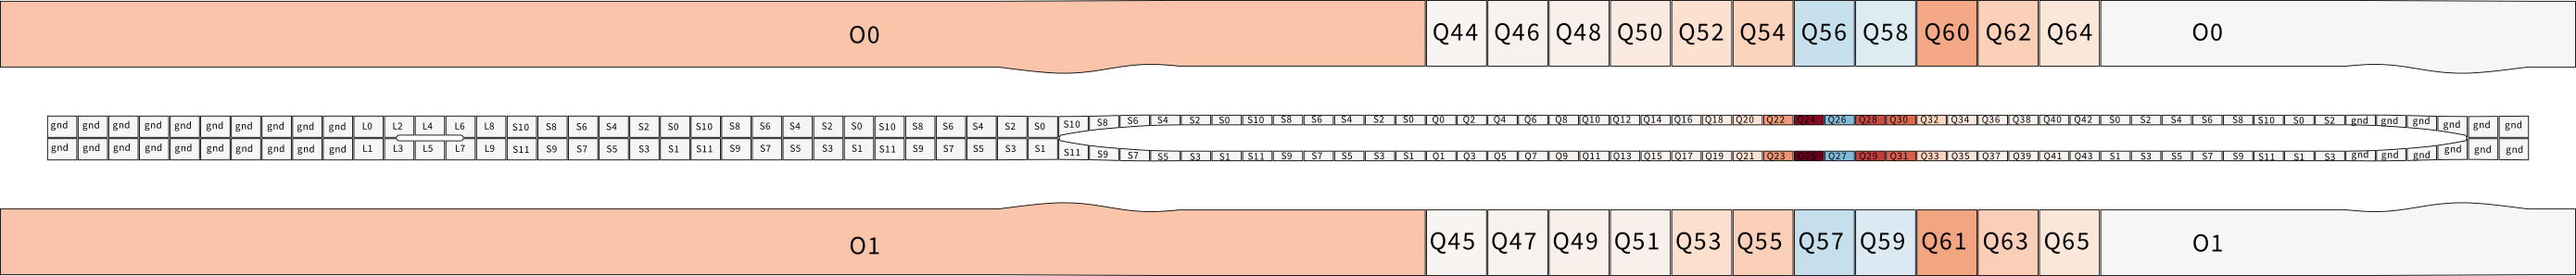 O0 Q44 Q46 Q48 Q50 Q52 Q54 Q56 Q58 Q60 Q62 Q64 O0
gnd gnd gnd gnd gnd gnd gnd gnd gnd gnd L0 L2 L4 L6 L8 S10 S8 S6 S4 S2 S0 S10 S8 S6 S4 S2 S0 S10 S8 S6 S4 S2 S0 S10 S8 S6 S4 S2 S0 S10 S8 S6 S4 S2 S0 Q0 Q2 Q4 Q6 Q8 Q10 Q12 Q14 Q16 Q18 Q20 Q22 Q24 Q26 Q28 Q30 Q32 Q34 Q36 Q38 Q40 Q42 S0 S2 S4 S6 S8 S10 S0 S2 gnd gnd gnd gnd gnd gnd
gnd gnd gnd gnd gnd gnd gnd gnd gnd gnd L1 L3 L5 L7 L9 S11 S9 S7 S5 S3 S1 S11 S9 S7 S5 S3 S1 S11 S9 S7 S5 S3 S1 S11 S9 S7 S5 S3 S1 S11 S9 S7 S5 S3 S1 Q1 Q3 Q5 Q7 Q9 Q11 Q13 Q15 Q17 Q19 Q21 Q23 Q25 Q27 Q29 Q31 Q33 Q35 Q37 Q39 Q41 Q43 S1 S3 S5 S7 S9 S11 S1 S3 gnd gnd gnd gnd gnd gnd
O1 Q45 Q47 Q49 Q51 Q53 Q55 Q57 Q59 Q61 Q63 Q65 O1